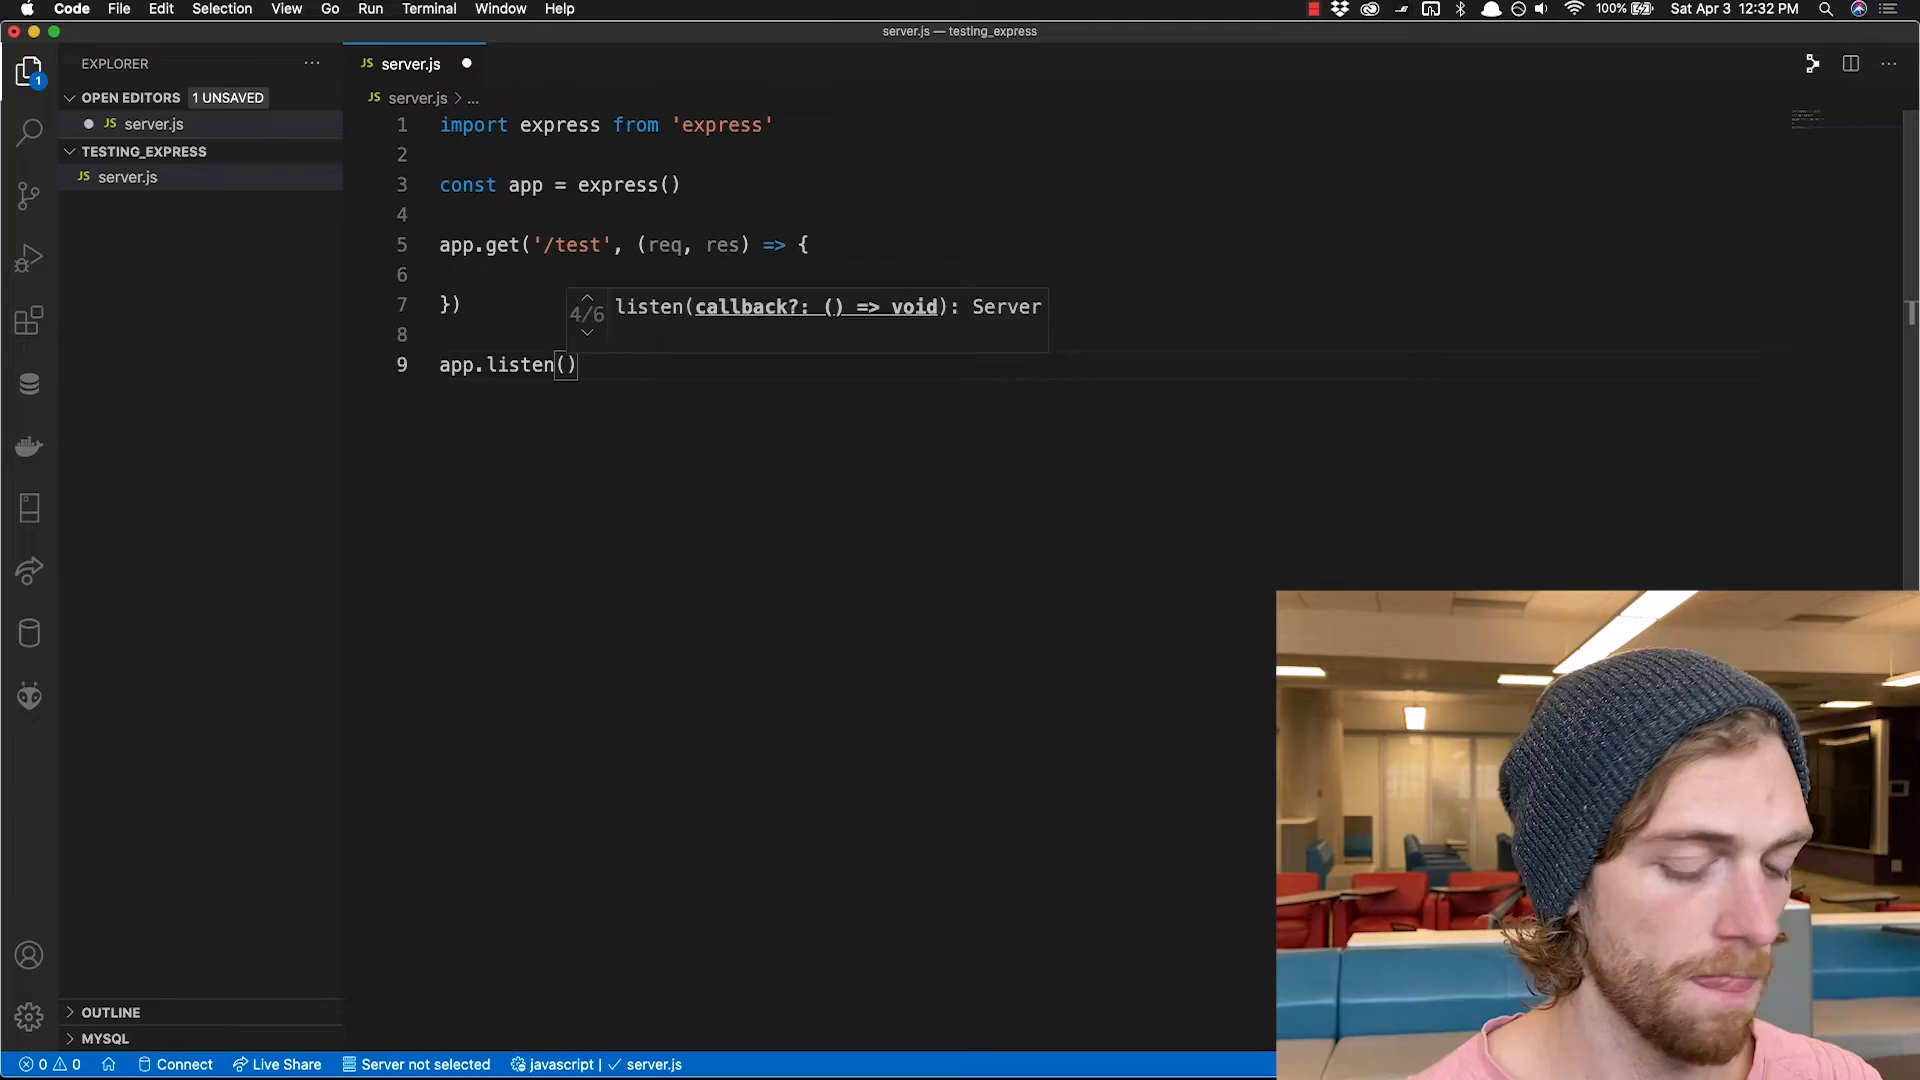 Code File Edit Selection View Go Run Terminal Window Help 100% Sat Apr 3 12:32 PM
server.js — testing_express
EXPLORER
OPEN EDITORS 1 UNSAVED
JS server.js
TESTING_EXPRESS
JS server.js
OUTLINE
MYSQL
1
JS server.js
JS server.js > ...
1 import express from 'express'
2
3 const app = express()
4
5 app.get('/test', (req, res) => {
6
7 })
4/6 listen(callback?: () => void): Server
8
9 app.listen()
0 0 Connect Live Share Server not selected javascript | ✓ server.js